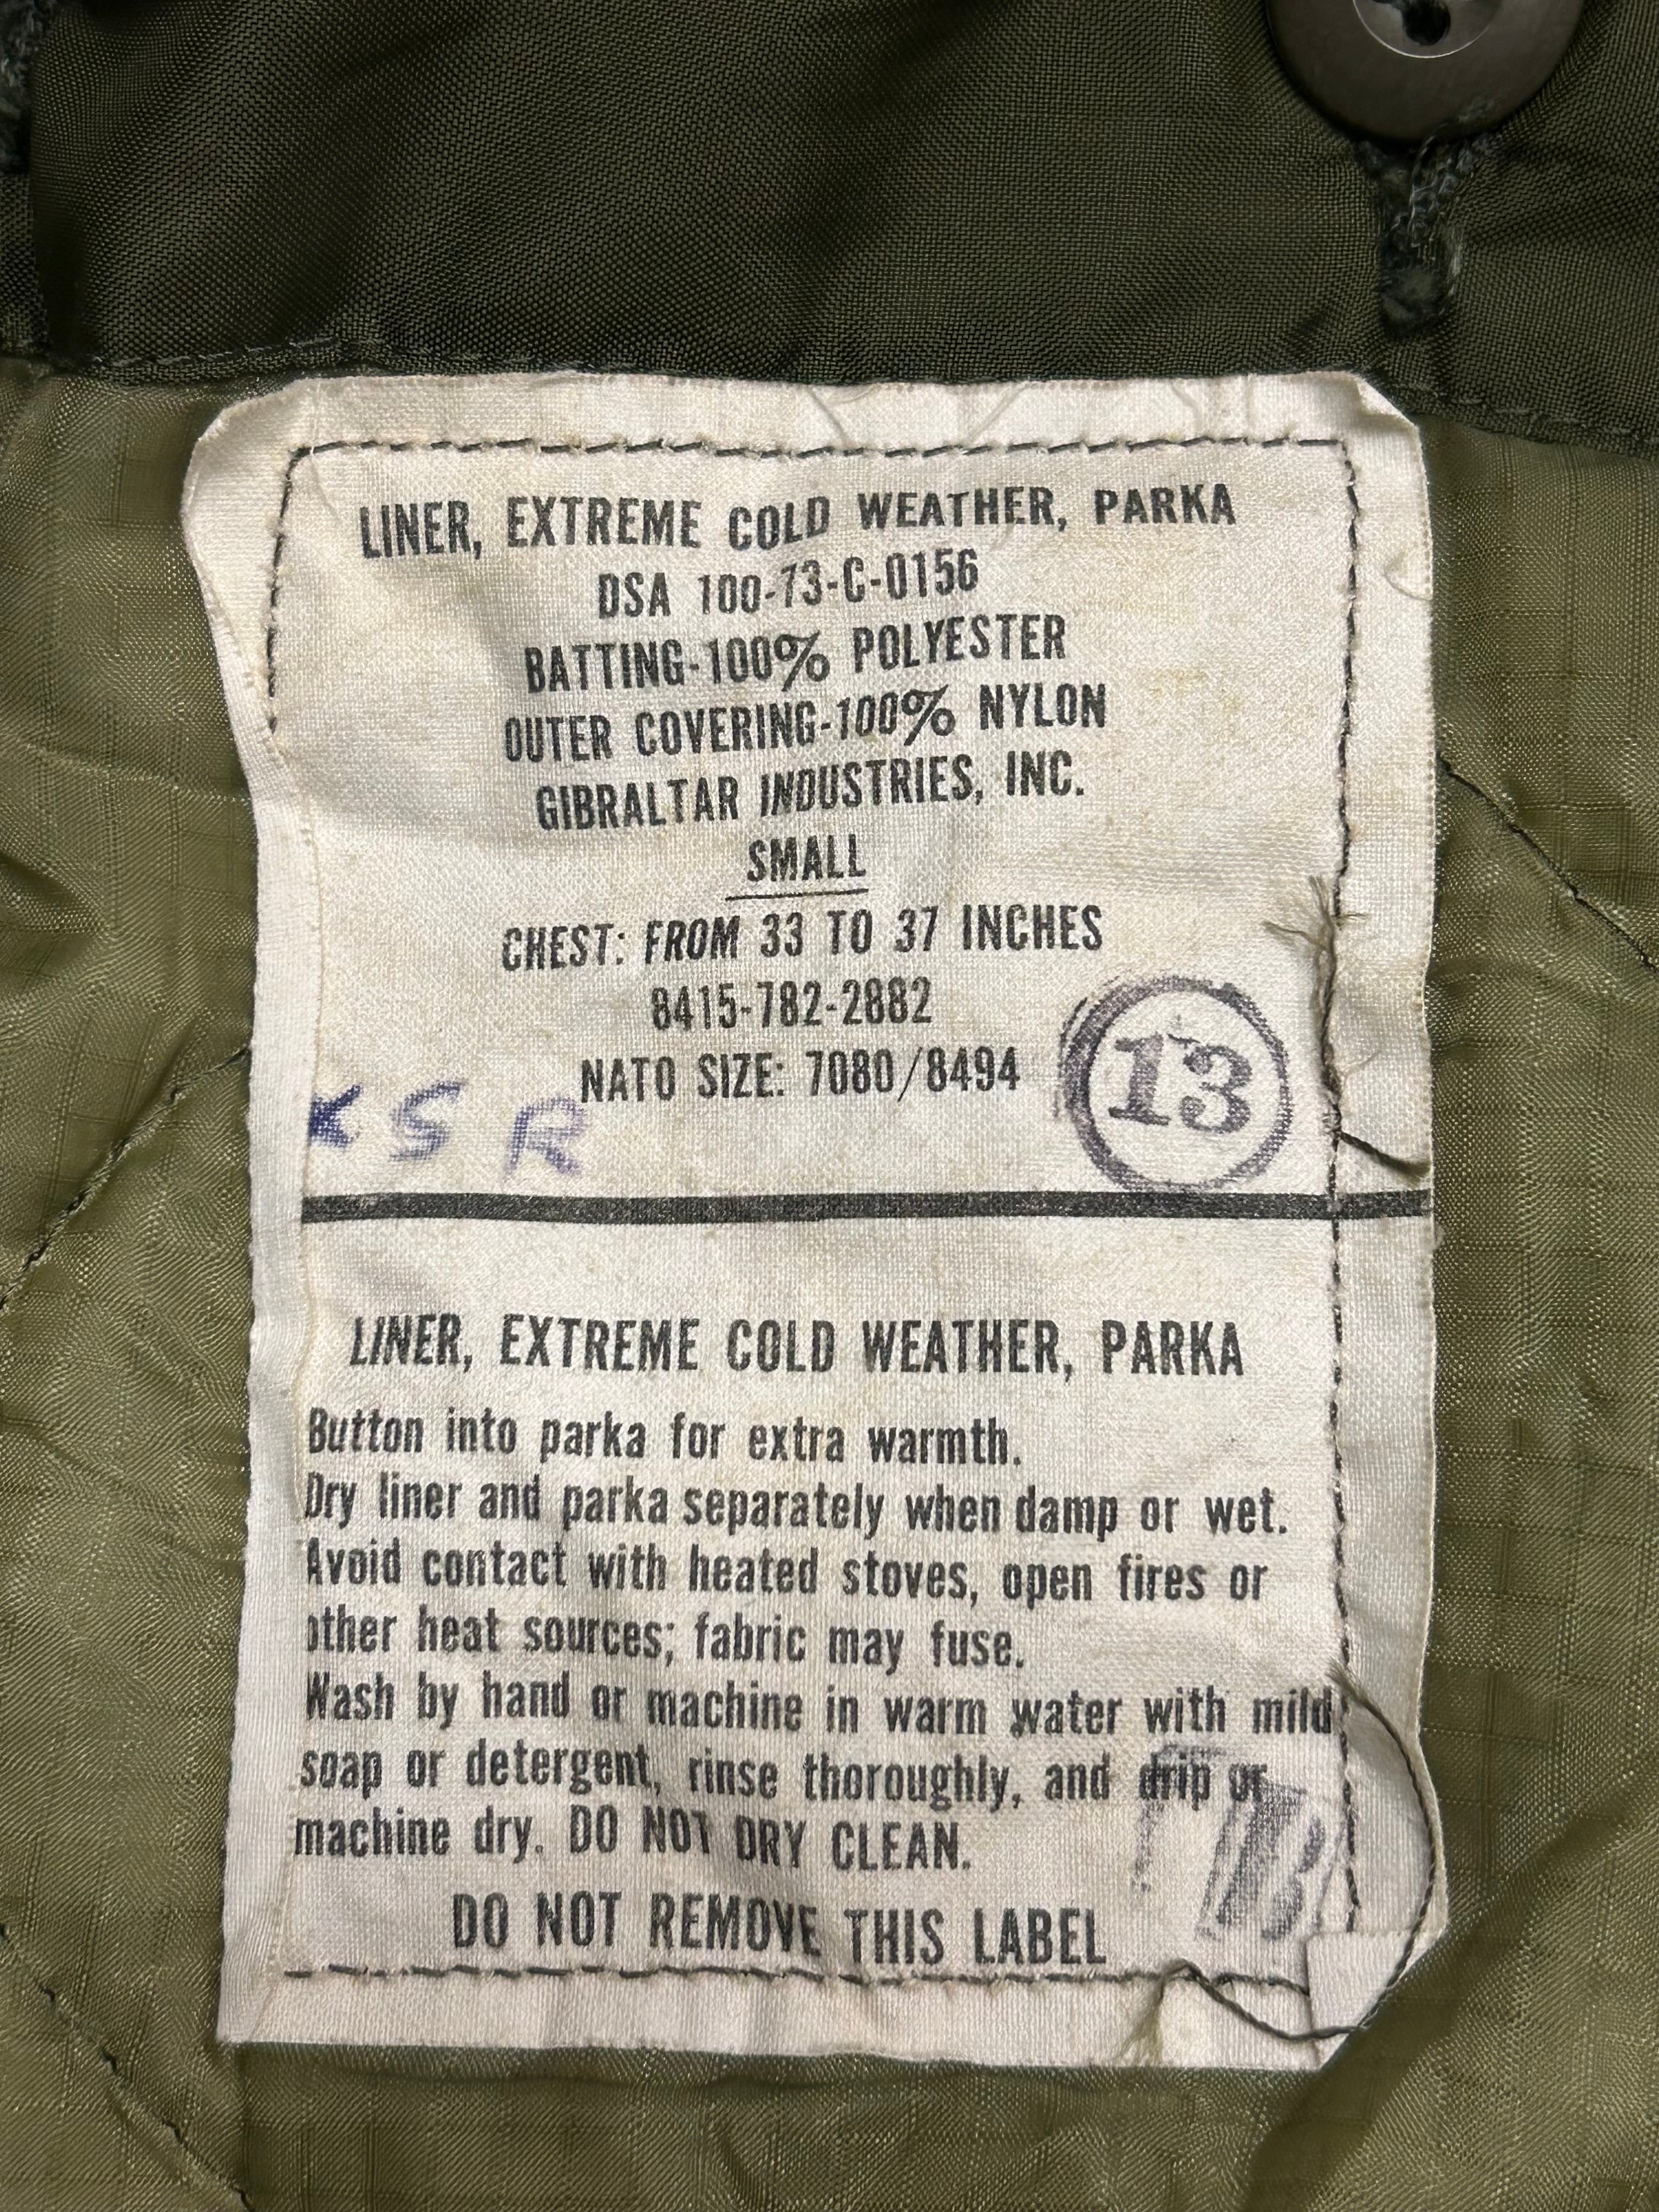 LINER, EXTREME COLD WEATHER, PARKA
DSA 100-73-C-0156
BATTING-100% POLYESTER
OUTER COVERING-100% NYLON
GIBRALTAR INDUSTRIES, INC.
SMALL
CHEST: FROM 33 TO 37 INCHES
8415-782-2882
NATO SIZE: 7080/8494
13
K S R
LINER, EXTREME COLD WEATHER, PARKA
Button into parka for extra warmth.
Dry liner and parka separately when damp or wet.
Avoid contact with heated stoves, open fires or
other heat sources; fabric may fuse.
Wash by hand or machine in warm water with mild
soap or detergent, rinse thoroughly, and drip or
machine dry. DO NOT DRY CLEAN.
DO NOT REMOVE THIS LABEL